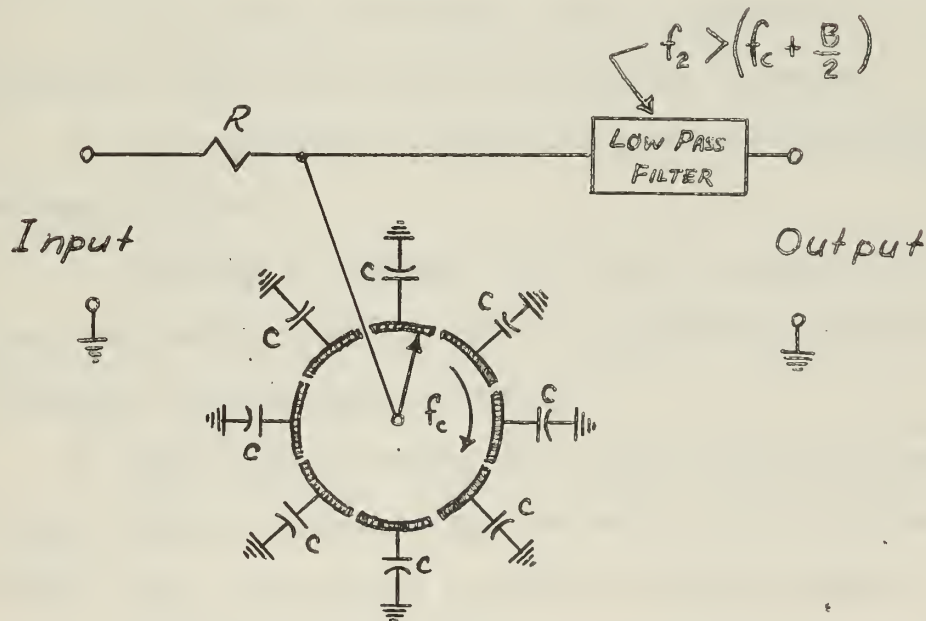 f₂ > (f_c + B/2)
R
LOW PASS
FILTER
Input
Output
C
C
C
C
C
f_c
C
C
C